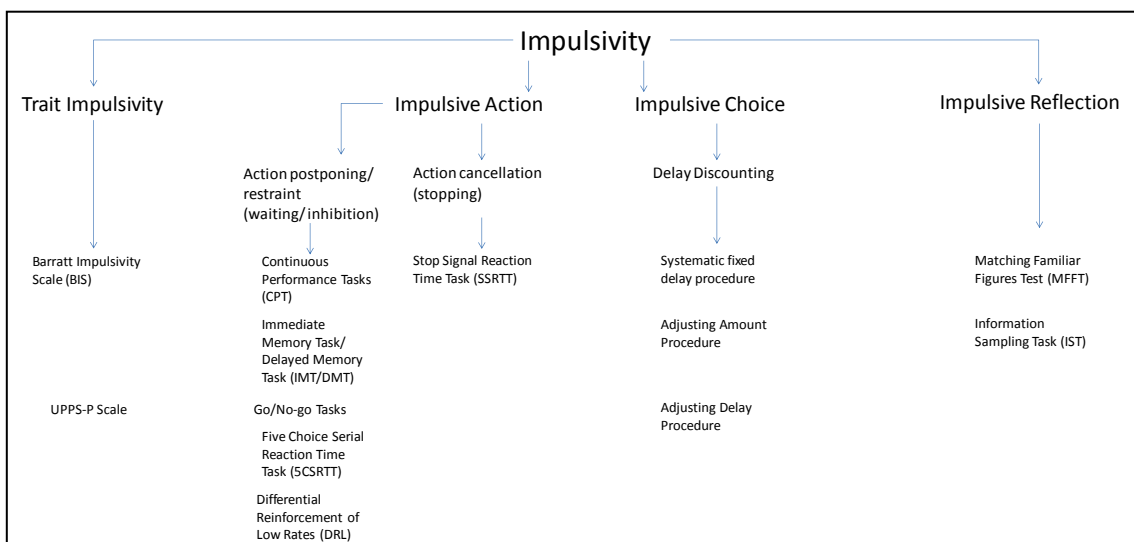 Impulsivity
Trait Impulsivity
Impulsive Action
Impulsive Choice
Impulsive Reflection
Action postponing/
restraint
(waiting/inhibition)
Action cancellation
(stopping)
Delay Discounting
Barratt Impulsivity
Scale (BIS)
Continuous
Performance Tasks
(CPT)
Stop Signal Reaction
Time Task (SSRTT)
Systematic fixed
delay procedure
Matching Familiar
Figures Test (MFFT)
Immediate
Memory Task/
Delayed Memory
Task (IMT/DMT)
Adjusting Amount
Procedure
Information
Sampling Task (IST)
UPPS-P Scale
Go/No-go Tasks
Adjusting Delay
Procedure
Five Choice Serial
Reaction Time
Task (5CSRTT)
Differential
Reinforcement of
Low Rates (DRL)